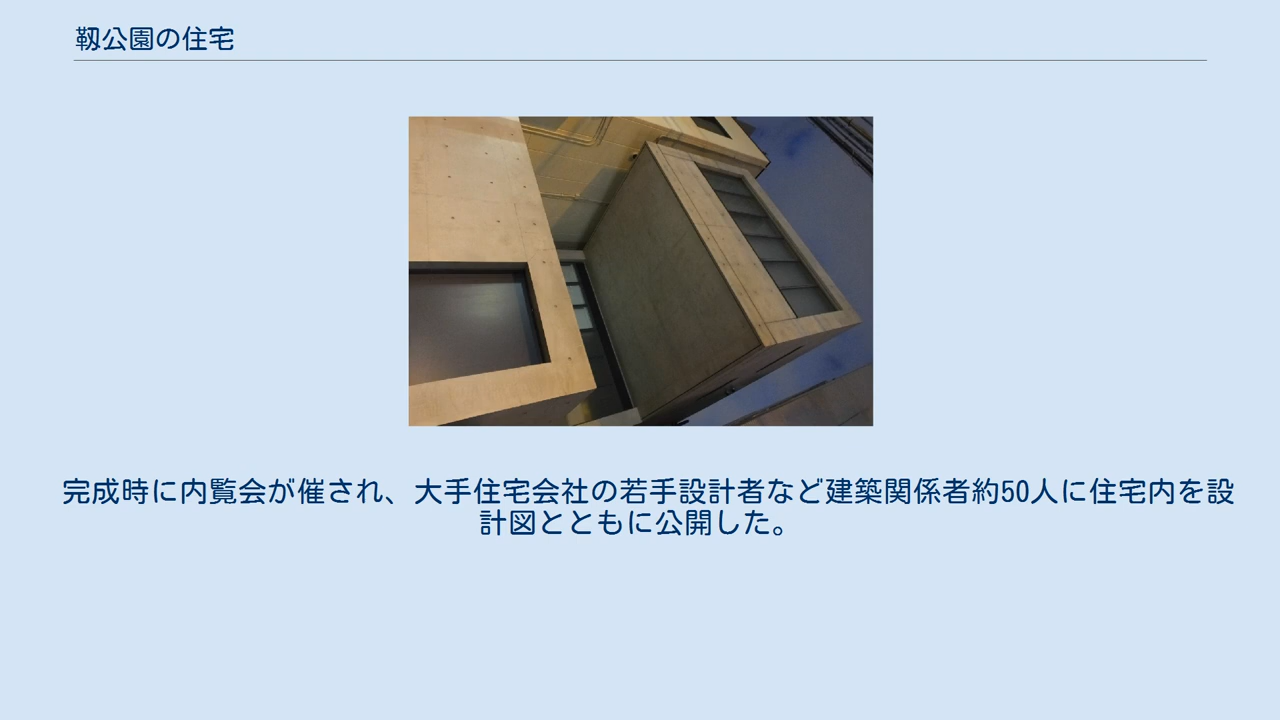 靱公園の住宅
完成時に内覧会が催され、大手住宅会社の若手設計者など建築関係者約50人に住宅内を設
計図とともに公開した。